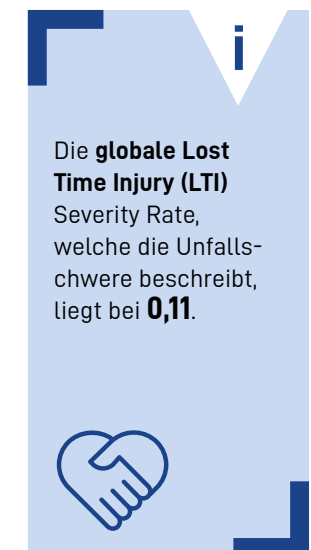 i
Die globale Lost
Time Injury (LTI)
Severity Rate,
welche die Unfalls-
chwere beschreibt,
liegt bei 0,11.